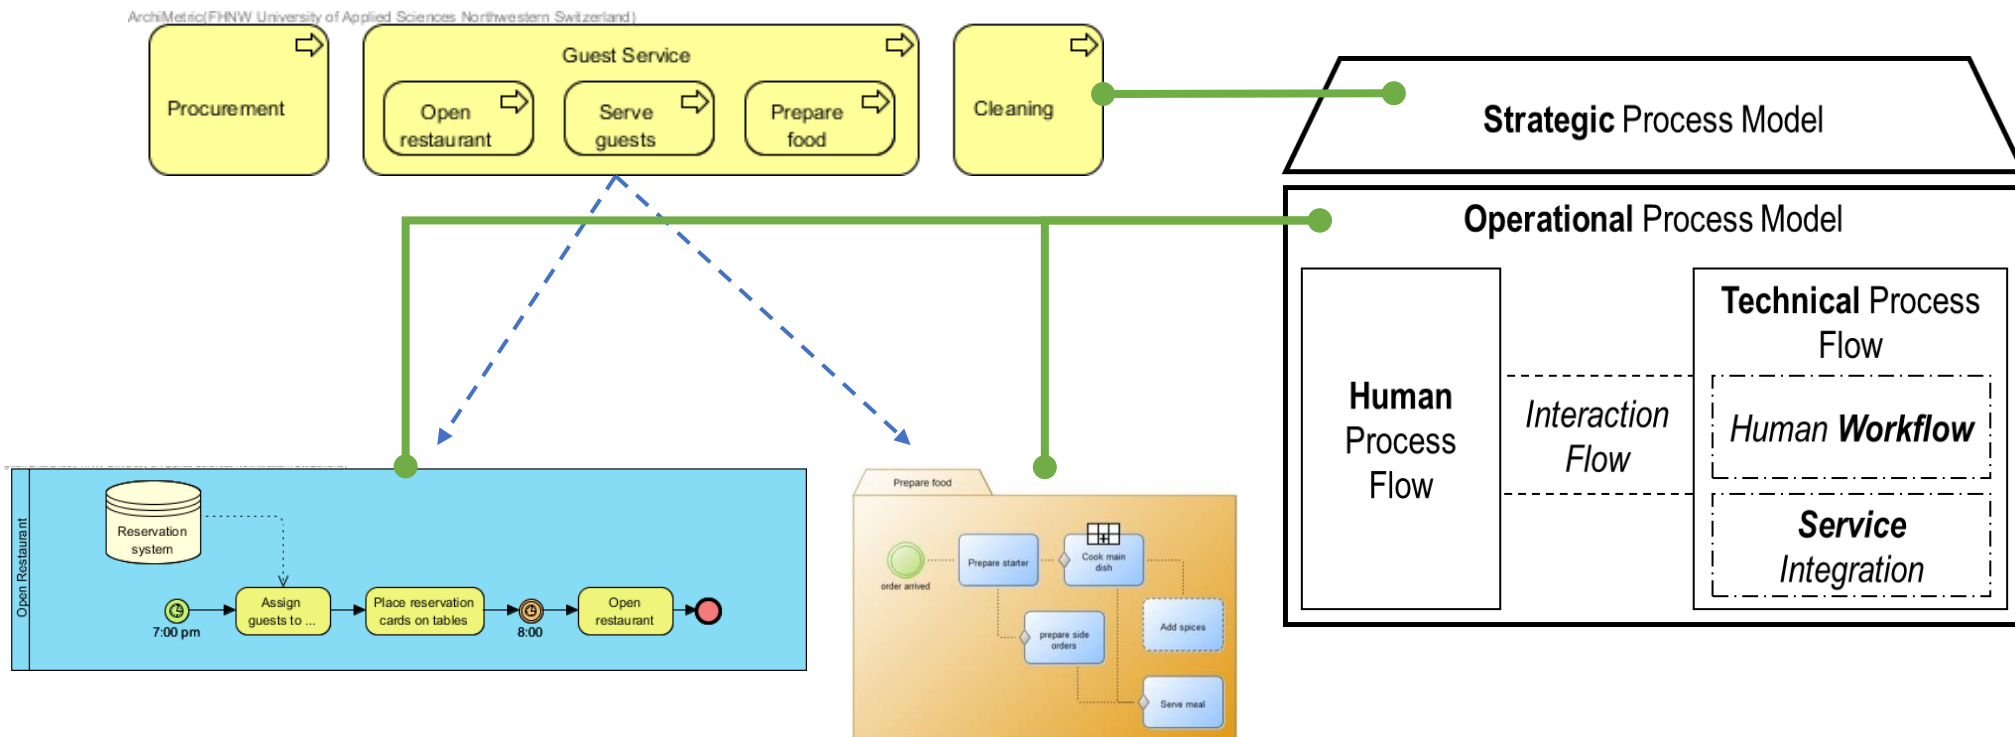 ArchiMetric(FHNW University of Applied Sciences Northwestern Switzerland)
Procurement
Guest Service
Open
restaurant
Serve
guests
Prepare
food
Cleaning
Strategic Process Model
Operational Process Model
Human
Process
Flow
Interaction
Flow
Technical Process
Flow
Human Workflow
Service
Integration
Open Restaurant
Reservation
system
7:00 pm
Assign
guests to ...
Place reservation
cards on tables
8:00
Open
restaurant
Prepare food
order arrived
Prepare starter
Cook main
dish
prepare side
orders
Add spices
Serve meal